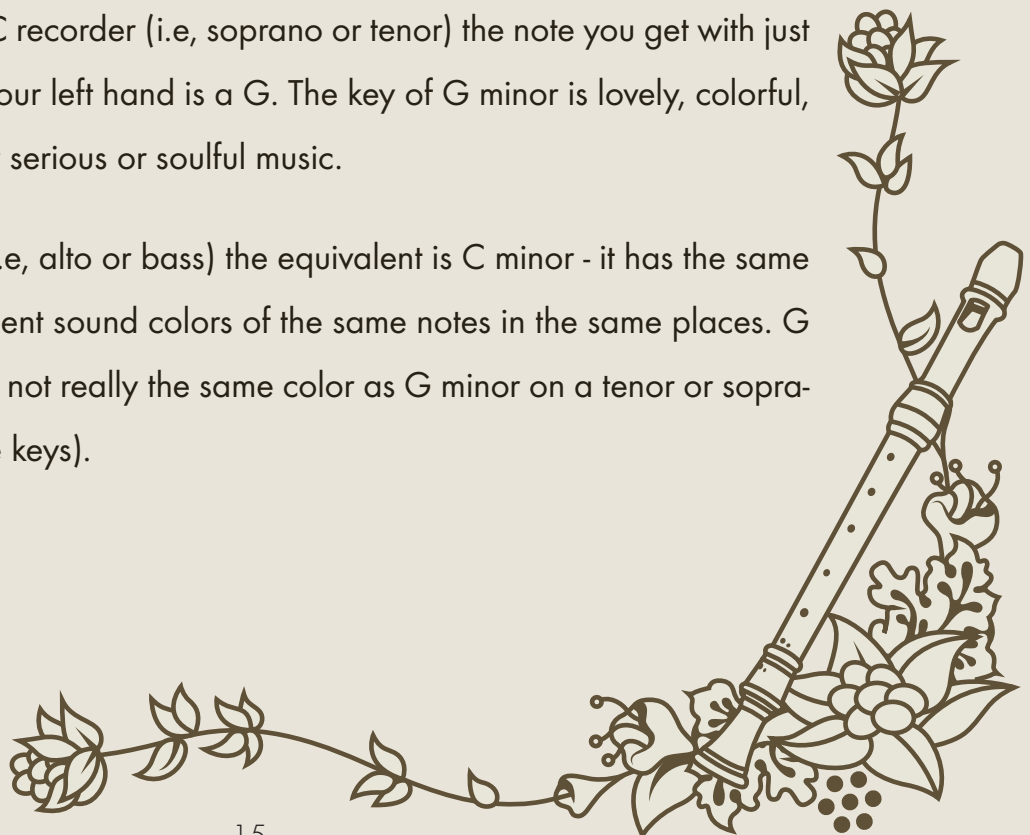 C recorder (i.e, soprano or tenor) the note you get with just
our left hand is a G. The key of G minor is lovely, colorful,
serious or soulful music.
.e, alto or bass) the equivalent is C minor - it has the same
ent sound colors of the same notes in the same places. G
not really the same color as G minor on a tenor or sopra-
keys).
15